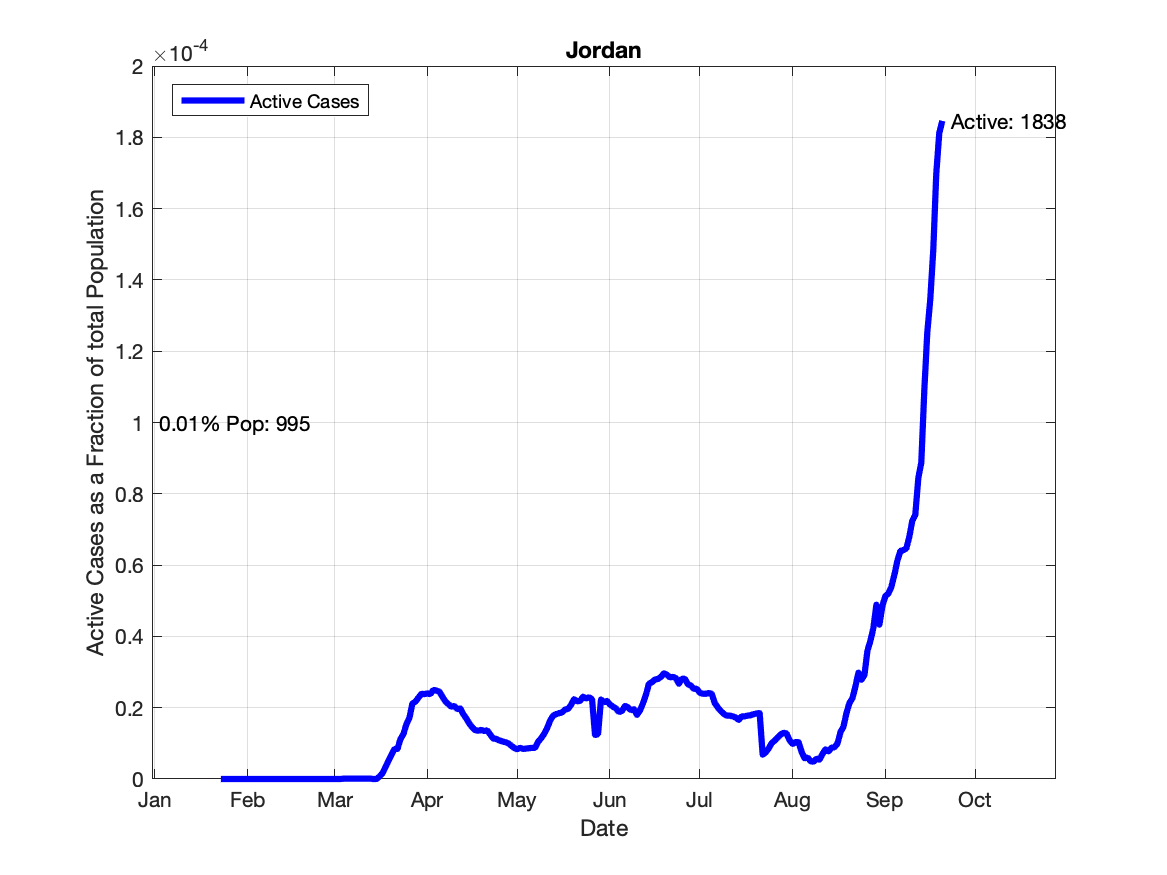 Jordan
×10-4
2
1.8
1.6
1.4
1.2
1
0.8
0.6
0.4
0.2
0
Active Cases as a Fraction of total Population
Active Cases
Active: 1838
0.01% Pop: 995
Jan Feb Mar Apr May Jun Jul Aug Sep Oct
Date